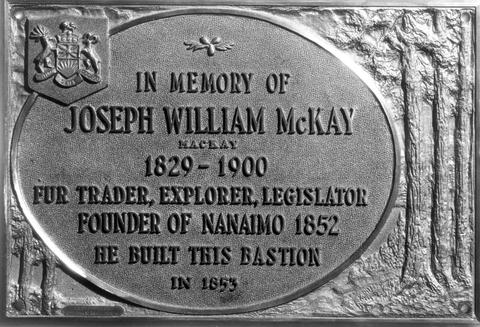 IN MEMORY OF
JOSEPH WILLIAM McKAY
MACKAY
1829 - 1900
FUR TRADER, EXPLORER, LEGISLATOR
FOUNDER OF NANAIMO 1852
HE BUILT THIS BASTION
IN 1853